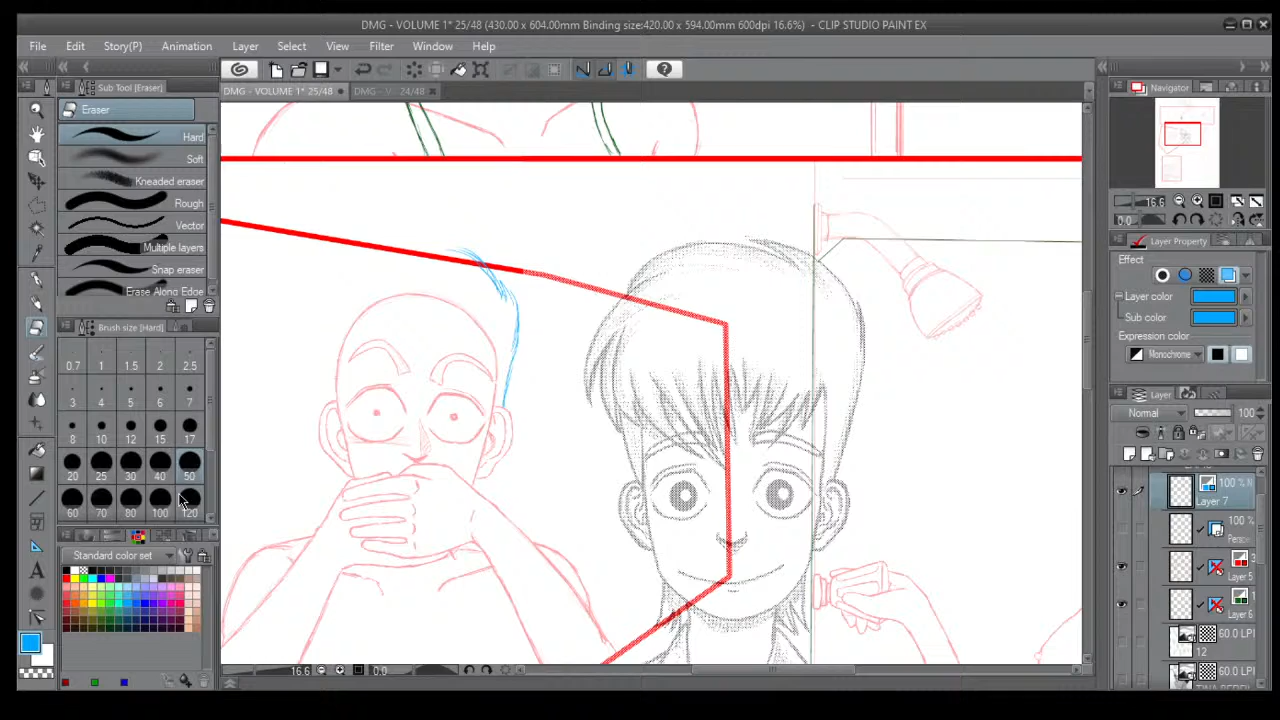 DMG - VOLUME 1* 25/48 (430.00 x 604.00mm Binding size:420.00 x 594.00mm 600dpi 16.6%) - CLIP STUDIO PAINT EX
File Edit Story(P) Animation Layer Select View Filter Window Help
Sub Tool [Eraser]
DMG - VOLUME 1* 25/48
DMG - V... 24/48
Navigator
Eraser
Hard
Soft
Kneaded eraser
Rough
Vector
Multiple layers
Snap eraser
Erase Along Edge
16.6
0.0
Layer Property
Effect
Layer color
Sub color
Expression color
Monochrome
Brush size [Hard]
0.7 1 1.5 2 2.5
3 4 5 6 7
8 10 12 15 17
20 25 30 40 50
60 70 80 100 120
Layer
Normal 100
100 %
Layer 7
100 %
Layer 5
Layer 6
60.0 LPI
12
60.0 LPI
Standard color set
16.6 0.0